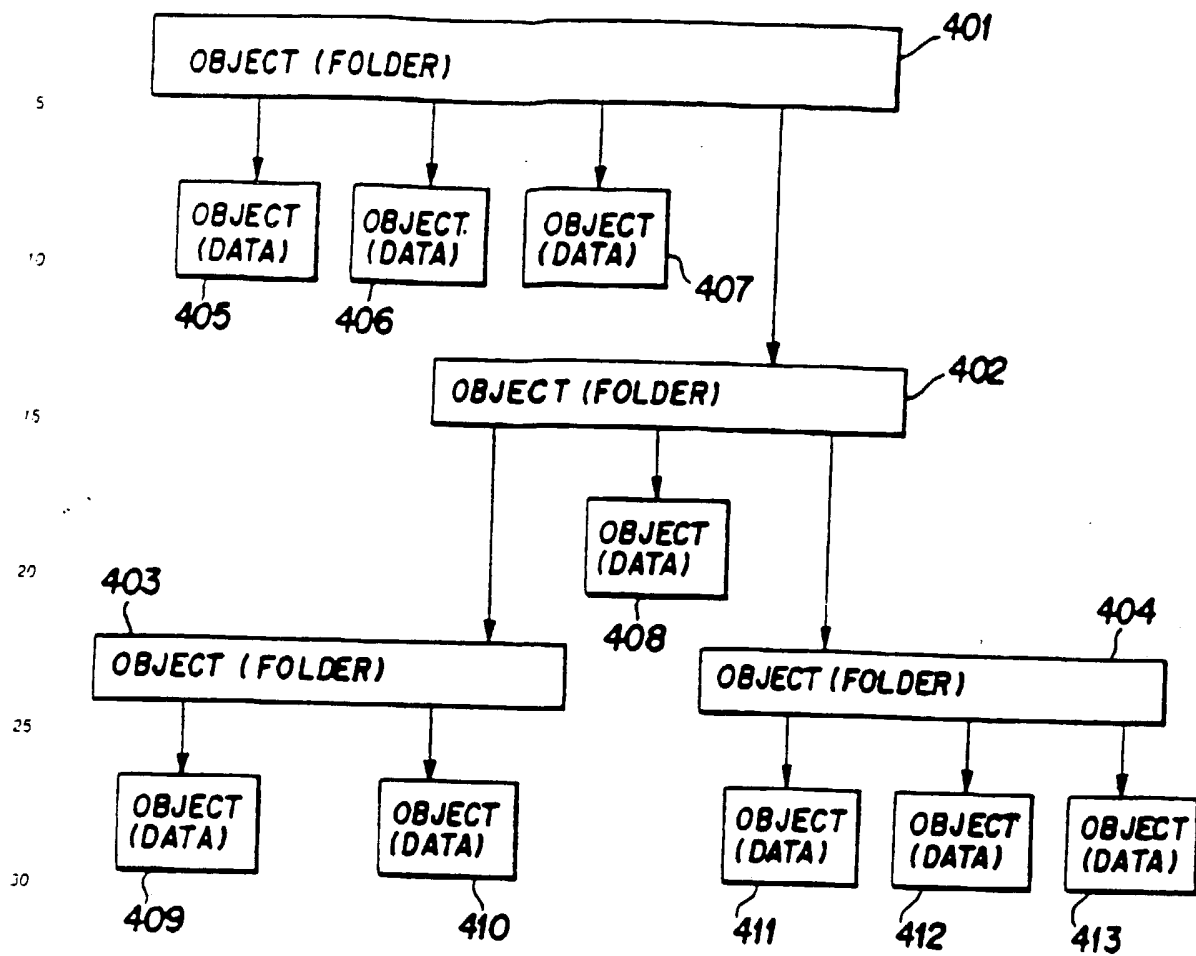 401
OBJECT (FOLDER)
5
OBJECT
(DATA)
OBJECT.
(DATA)
OBJECT
(DATA)
10
405
406
407
402
OBJECT (FOLDER)
15
OBJECT
(DATA)
20
403
408
404
OBJECT (FOLDER)
OBJECT (FOLDER)
25
OBJECT
(DATA)
OBJECT
(DATA)
OBJECT
(DATA)
OBJECT
(DATA)
OBJECT
(DATA)
30
409
410
411
412
413